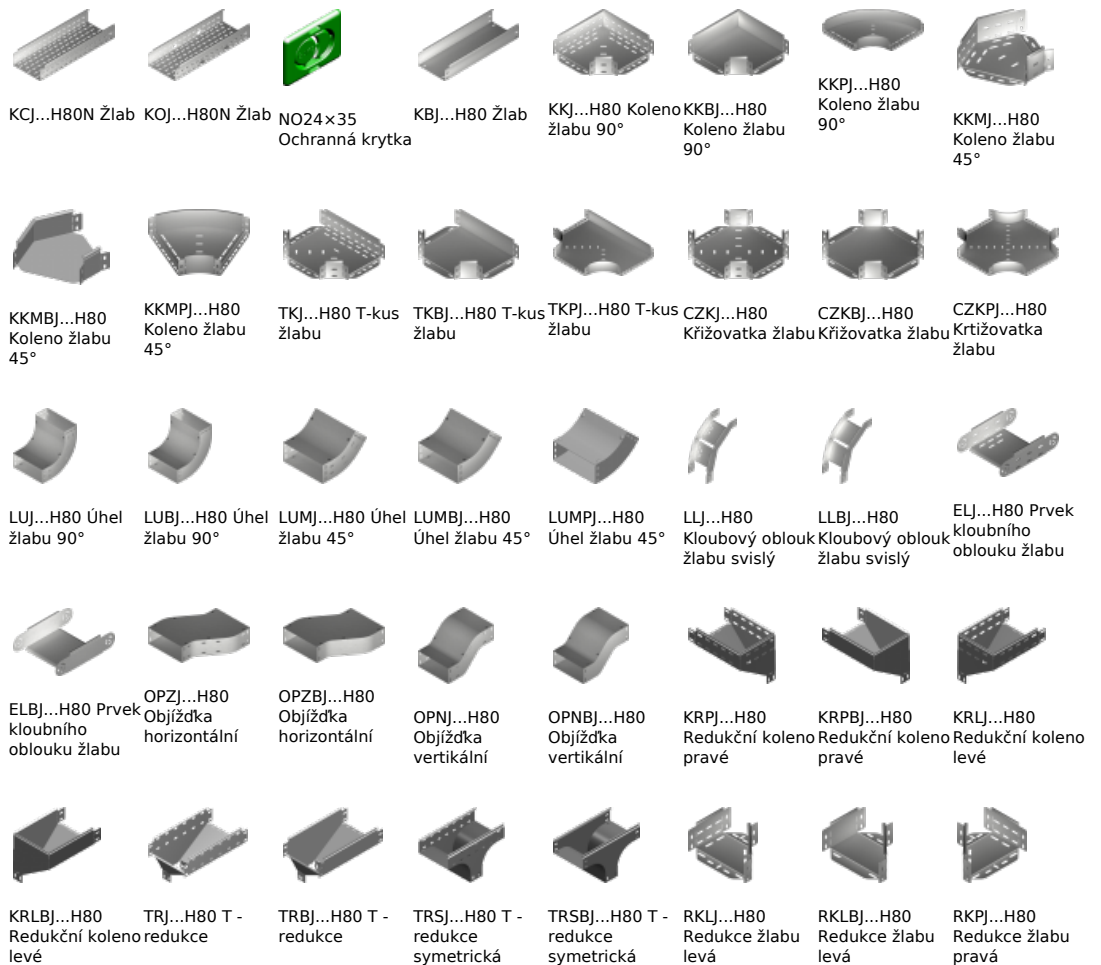 KCJ...H80N Žlab
KOJ...H80N Žlab
NO24×35
Ochranná krytka
KBJ...H80 Žlab
KKJ...H80 Koleno
žlabu 90°
KKBJ...H80
Koleno žlabu
90°
KKPJ...H80
Koleno žlabu
90°
KKMJ...H80
Koleno žlabu
45°
KKMBJ...H80
Koleno žlabu
45°
KKMPJ...H80
Koleno žlabu
45°
TKJ...H80 T-kus
žlabu
TKBJ...H80 T-kus
žlabu
TKPJ...H80 T-kus
žlabu
CZKJ...H80
Křižovatka žlabu
CZKBJ...H80
Křižovatka žlabu
CZKPJ...H80
Krtižovatka
žlabu
LUJ...H80 Úhel
žlabu 90°
LUBJ...H80 Úhel
žlabu 90°
LUMJ...H80 Úhel
žlabu 45°
LUMBJ...H80
Úhel žlabu 45°
LUMPJ...H80
Úhel žlabu 45°
LLJ...H80
Kloubový oblouk
žlabu svislý
LLBJ...H80
Kloubový oblouk
žlabu svislý
ELJ...H80 Prvek
kloubního
oblouku žlabu
ELBJ...H80 Prvek
kloubního
oblouku žlabu
OPZJ...H80
Objížďka
horizontální
OPZBJ...H80
Objížďka
horizontální
OPNJ...H80
Objížďka
vertikální
OPNBJ...H80
Objížďka
vertikální
KRPJ...H80
Redukční koleno
pravé
KRPBJ...H80
Redukční koleno
pravé
KRLJ...H80
Redukční koleno
levé
KRLBJ...H80
Redukční koleno
levé
TRJ...H80 T -
redukce
TRBJ...H80 T -
redukce
TRSJ...H80 T -
redukce
symetrická
TRSBJ...H80 T -
redukce
symetrická
RKLJ...H80
Redukce žlabu
levá
RKLBJ...H80
Redukce žlabu
levá
RKPJ...H80
Redukce žlabu
pravá